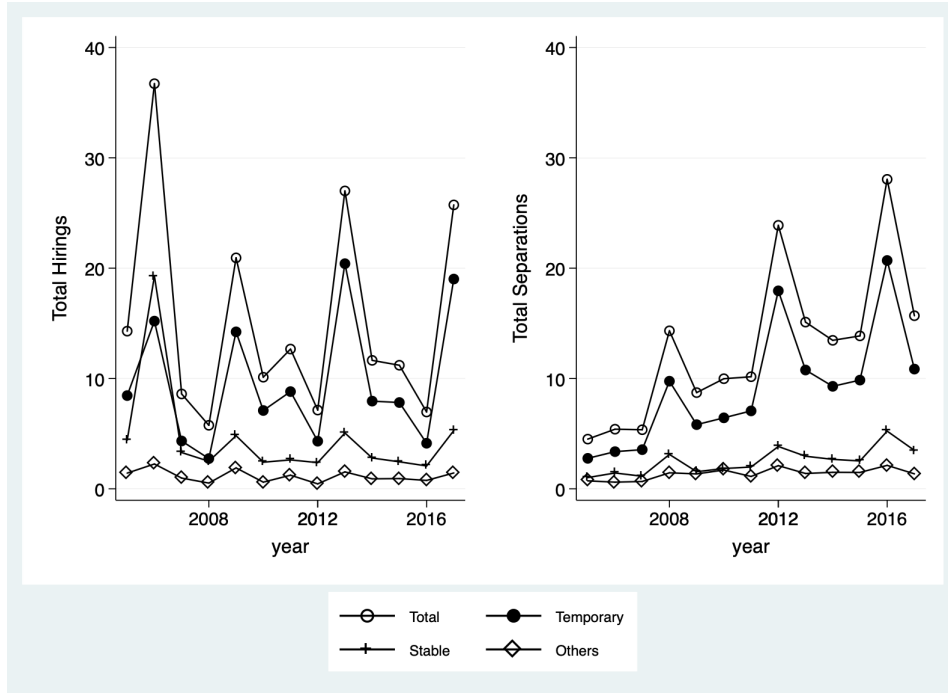 Total Hirings
40
30
20
10
0
2008 2012 2016
year
Total Separations
40
30
20
10
0
2008 2012 2016
year
Total Temporary
Stable Others